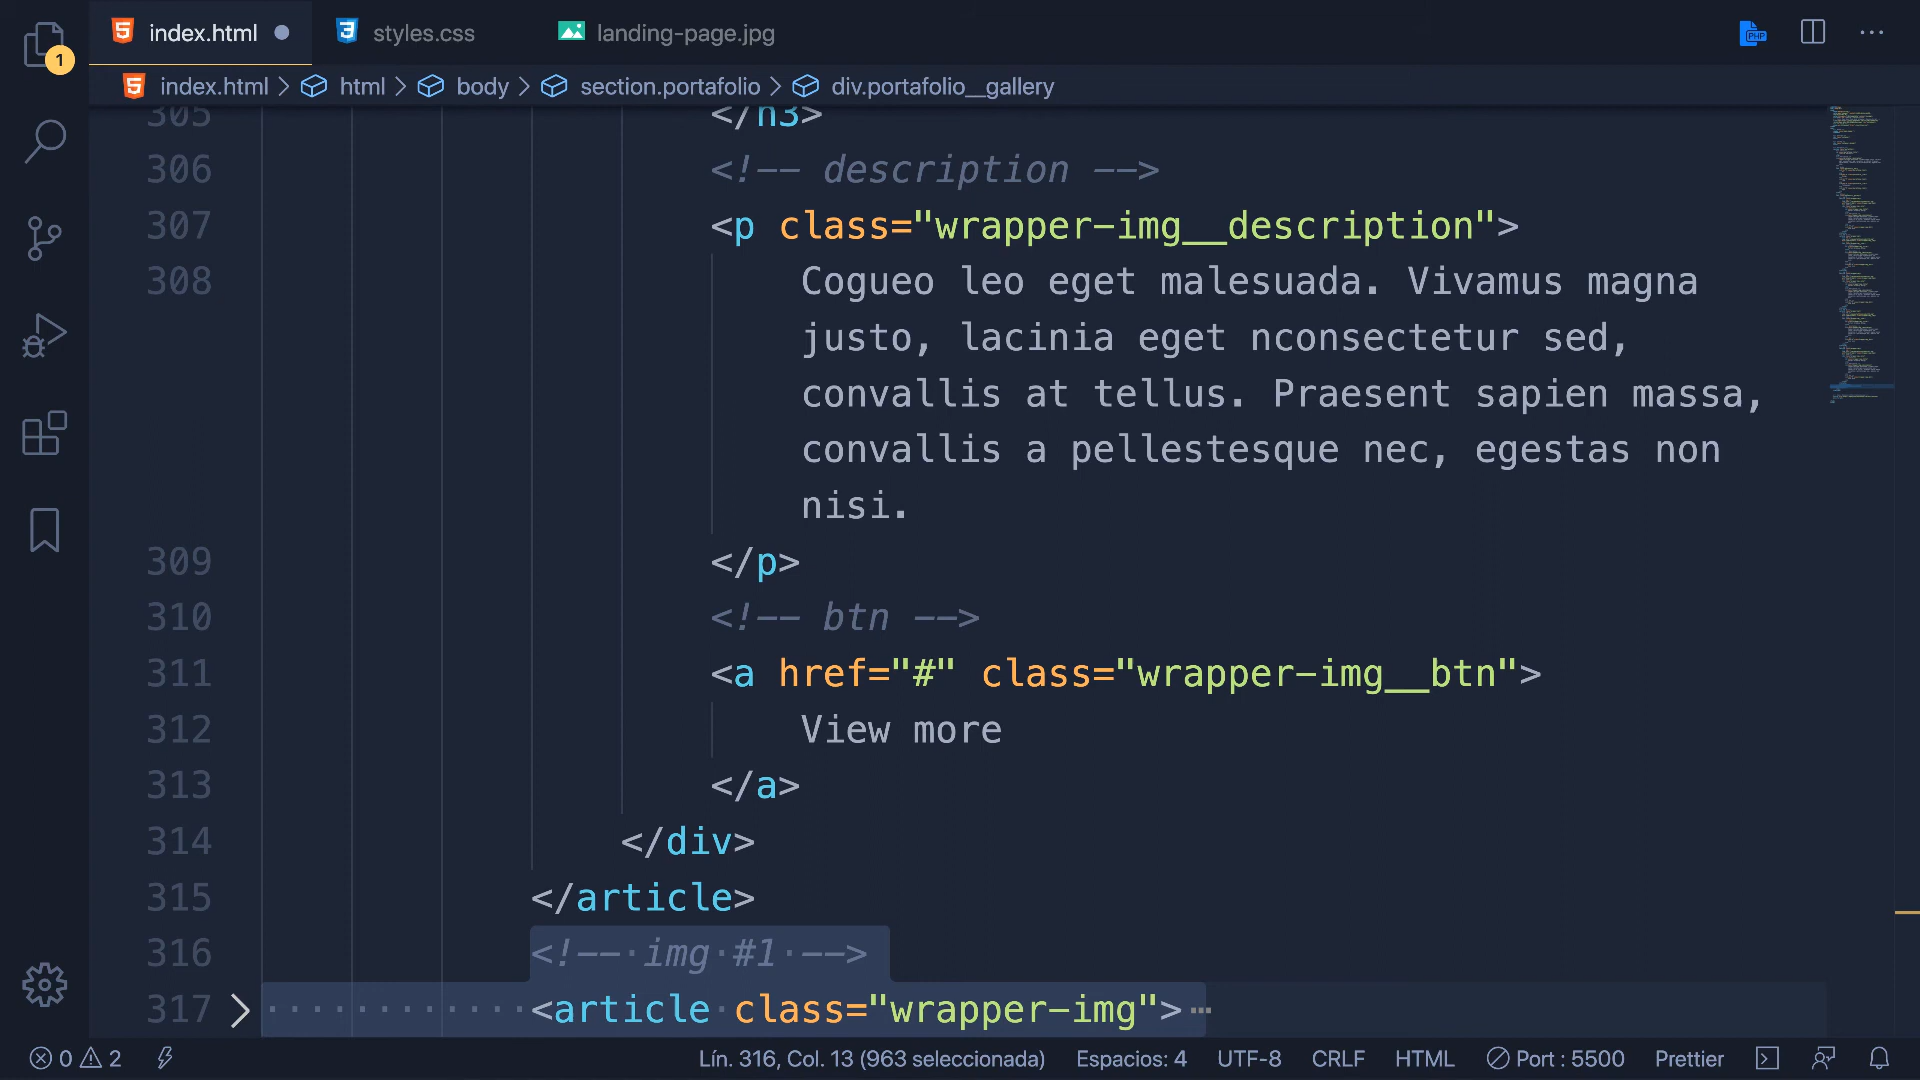 index.html
styles.css
landing-page.jpg
PHP
1
index.html > html > body > section.portafolio > div.portafolio__gallery
305 </h3>
306 <!-- description -->
307 <p class="wrapper-img__description">
308 Cogueo leo eget malesuada. Vivamus magna
justo, lacinia eget nconsectetur sed,
convallis at tellus. Praesent sapien massa,
convallis a pellestesque nec, egestas non
nisi.
309 </p>
310 <!-- btn -->
311 <a href="#" class="wrapper-img__btn">
312 View more
313 </a>
314 </div>
315 </article>
316 <!-- img #1 -->
317 <article class="wrapper-img"> ⋯
0 2 Lín. 316, Col. 13 (963 seleccionada) Espacios: 4 UTF-8 CRLF HTML Port : 5500 Prettier